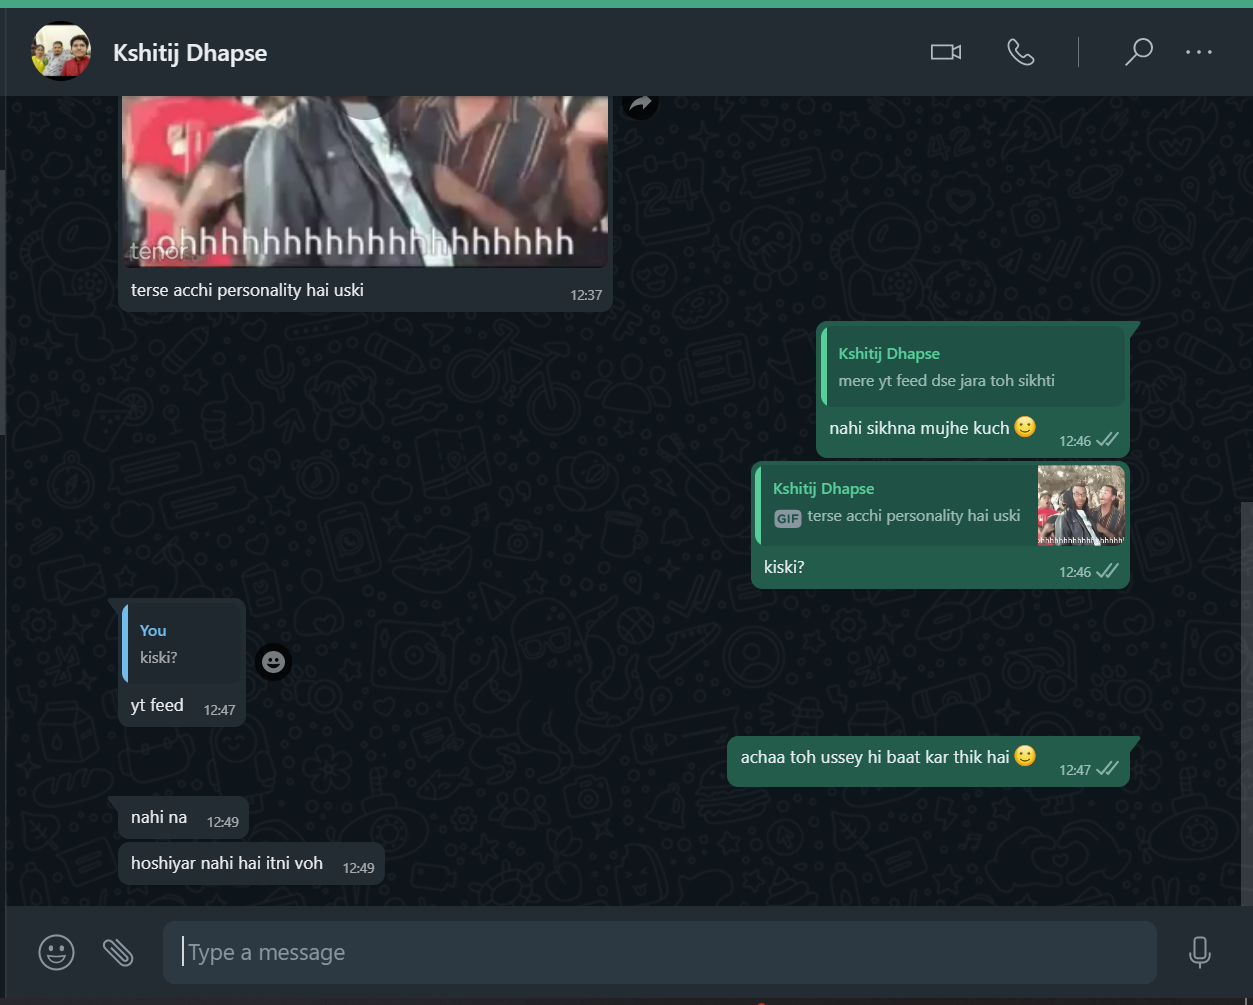 Kshitij Dhapse
ohhhhhhhhhhhhhhhhhhh
tenor
terse acchi personality hai uski
12:37
Kshitij Dhapse
mere yt feed dse jara toh sikhti
nahi sikhna mujhe kuch 🙂
12:46
Kshitij Dhapse
GIF terse acchi personality hai uski
kiski?
12:46
You
kiski?
yt feed
12:47
achaa toh ussey hi baat kar thik hai 🙂
12:47
nahi na
12:49
hoshiyar nahi hai itni voh
12:49
Type a message